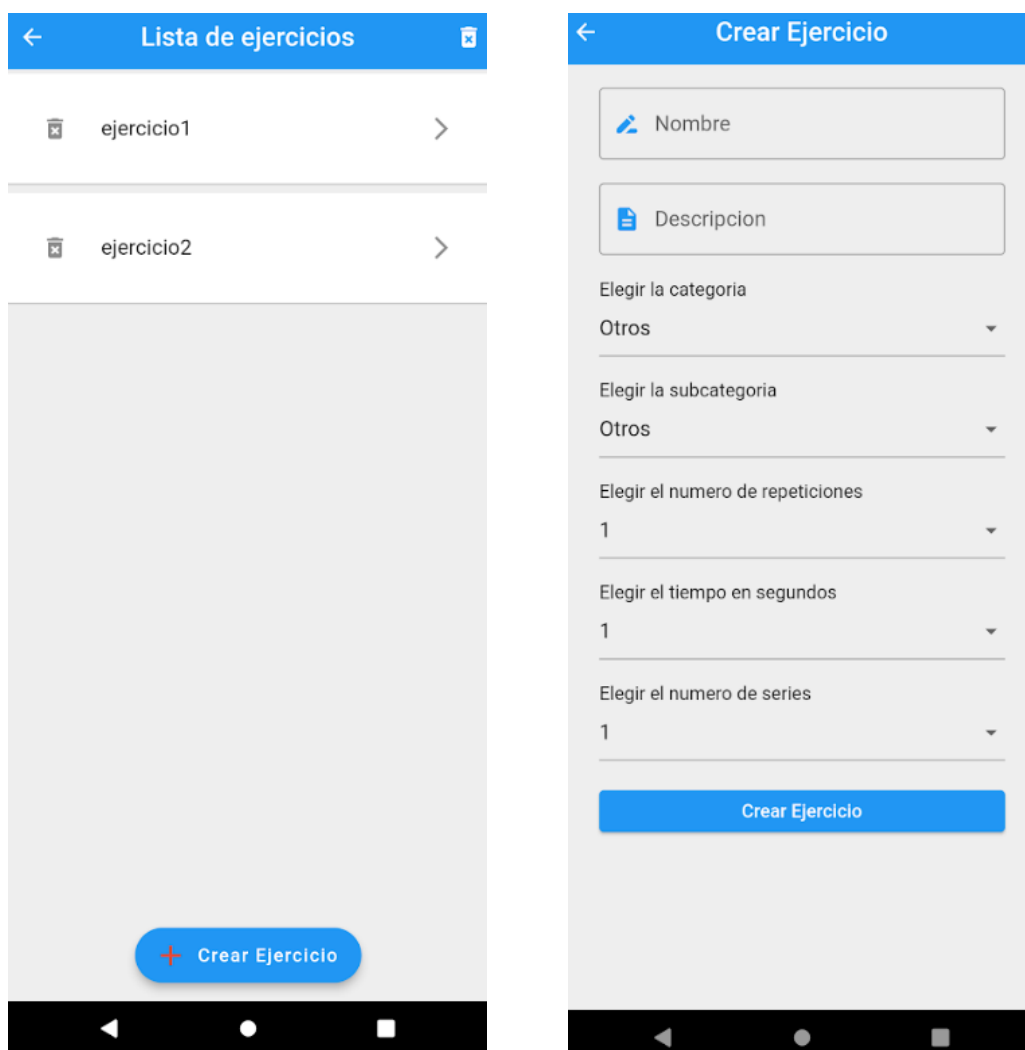 Lista de ejercicios
ejercicio1
ejercicio2
Crear Ejercicio
Crear Ejercicio
Nombre
Descripcion
Elegir la categoria
Otros
Elegir la subcategoria
Otros
Elegir el numero de repeticiones
1
Elegir el tiempo en segundos
1
Elegir el numero de series
1
Crear Ejercicio